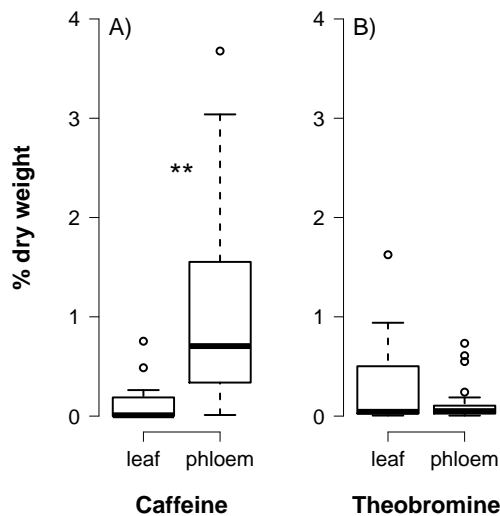 A)
B)
% dry weight
4
3
2
1
0
**
leaf phloem
Caffeine
4
3
2
1
0
leaf phloem
Theobromine